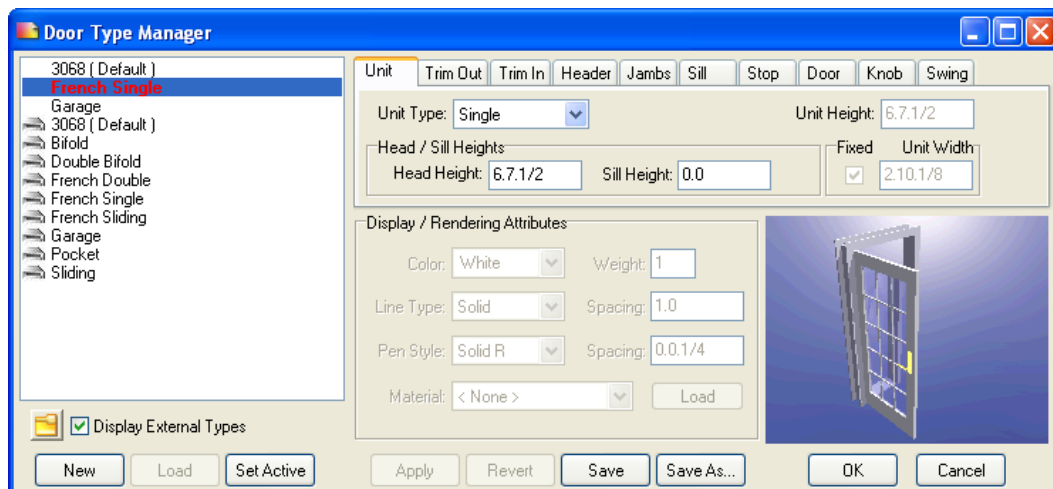 Door Type Manager
3068 ( Default )
French Single
Garage
3068 ( Default )
Bifold
Double Bifold
French Double
French Single
French Sliding
Garage
Pocket
Sliding
Display External Types
New Load Set Active
Unit Trim Out Trim In Header Jambs Sill Stop Door Knob Swing
Unit Type: Single Unit Height: 6.7.1/2
Head / Sill Heights Fixed Unit Width
Head Height: 6.7.1/2 Sill Height: 0.0 2.10.1/8
Display / Rendering Attributes
Color: White Weight: 1
Line Type: Solid Spacing: 1.0
Pen Style: Solid R Spacing: 0.0.1/4
Material: < None > Load
Apply Revert Save Save As... OK Cancel